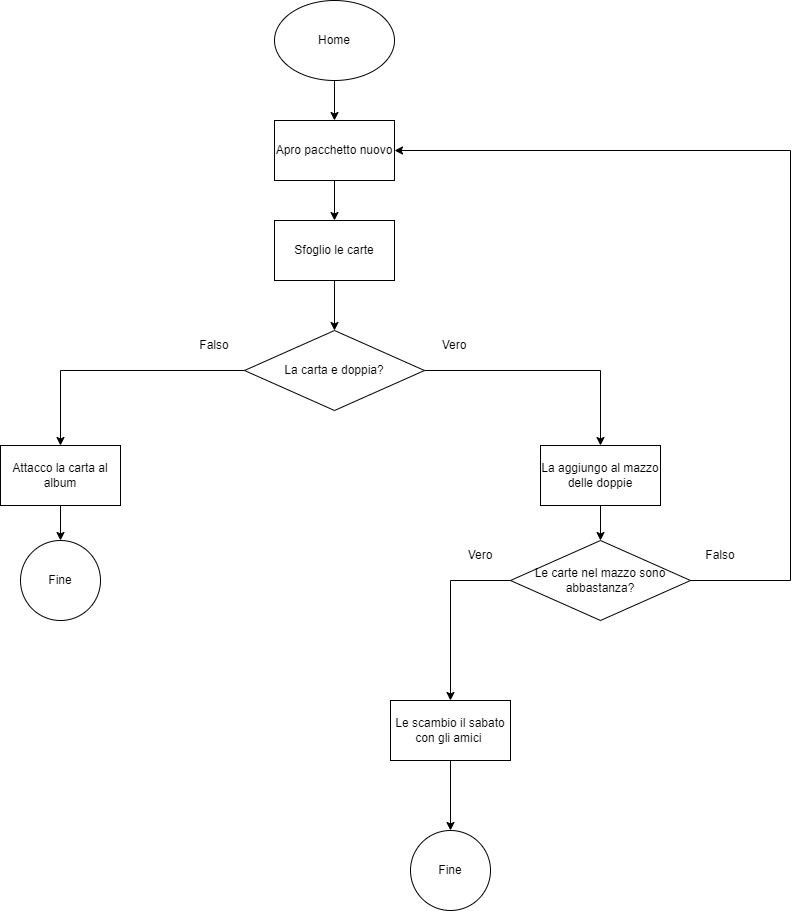 Home
Apro pacchetto nuovo
Sfoglio le carte
Falso
Vero
La carta e doppia?
Attacco la carta al
album
La aggiungo al mazzo
delle doppie
Fine
Vero
Falso
Le carte nel mazzo sono
abbastanza?
Le scambio il sabato
con gli amici
Fine